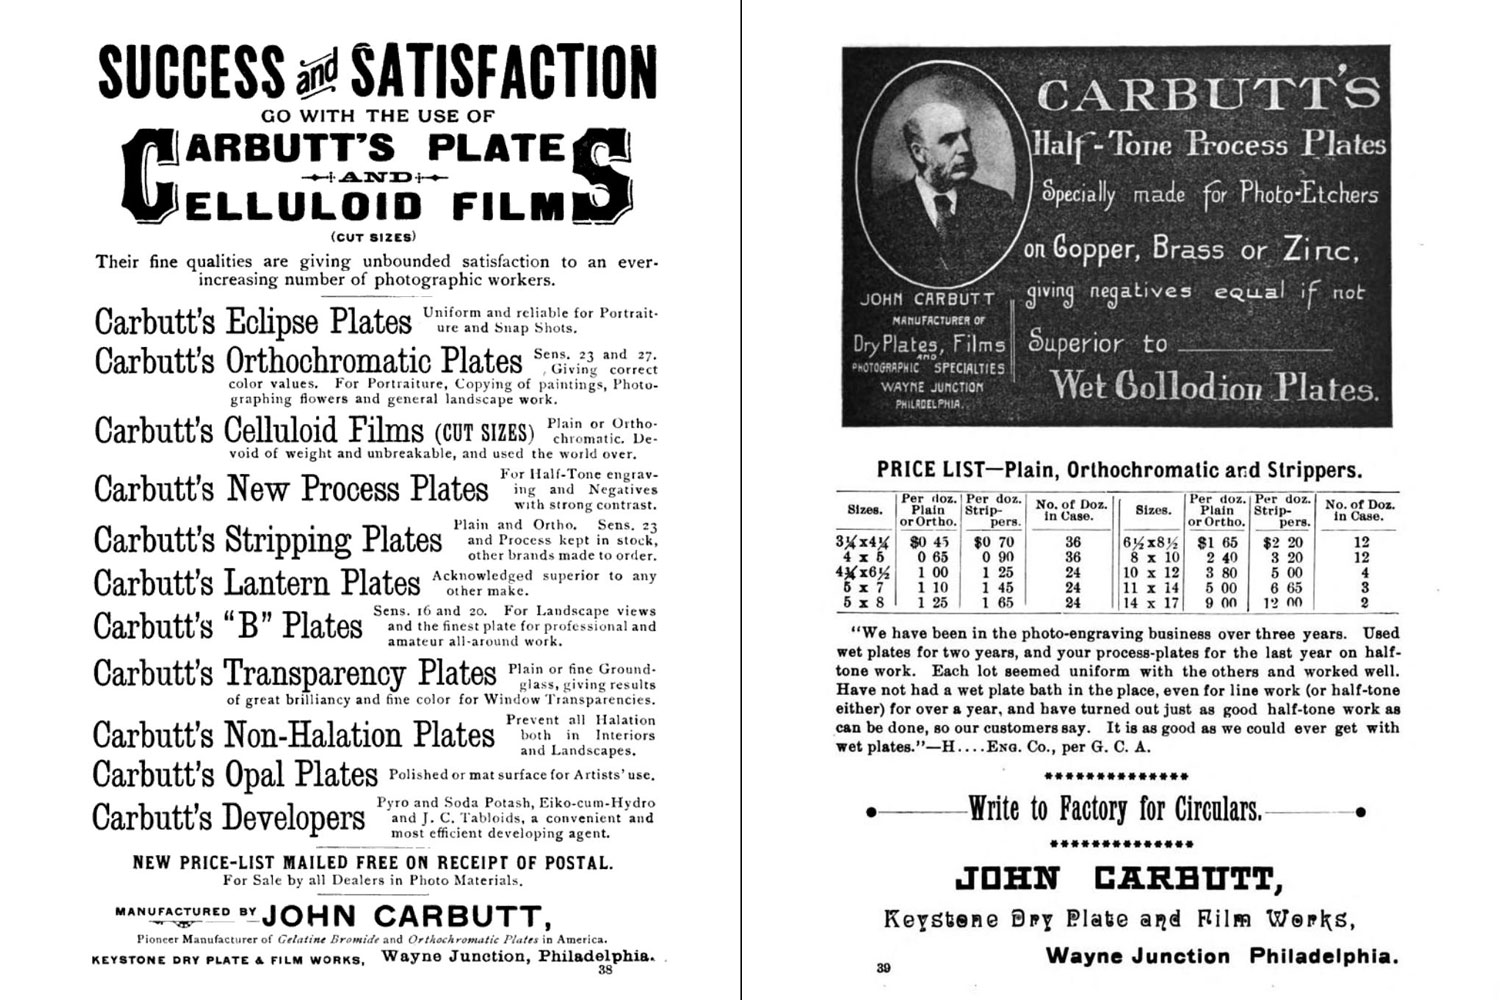 SUCCESS and SATISFACTION
GO WITH THE USE OF
CARBUTT'S PLATES
AND
CELLULOID FILMS
(CUT SIZES)
Their fine qualities are giving unbounded satisfaction to an ever-
increasing number of photographic workers.
Carbutt's Eclipse Plates Uniform and reliable for Portrait-
ure and Snap Shots.
Carbutt's Orthochromatic Plates Sens. 23 and 27.
Giving correct
color values. For Portraiture, Copying of paintings, Photo-
graphing flowers and general landscape work.
Carbutt's Celluloid Films (CUT SIZES) Plain or Ortho-
chromatic. De-
void of weight and unbreakable, and used the world over.
Carbutt's New Process Plates For Half-Tone engrav-
ing and Negatives
with strong contrast.
Carbutt's Stripping Plates Plain and Ortho. Sens. 23
and Process kept in stock,
other brands made to order.
Carbutt's Lantern Plates Acknowledged superior to any
other make.
Carbutt's "B" Plates Sens. 16 and 20. For Landscape views
and the finest plate for professional and
amateur all-around work.
Carbutt's Transparency Plates Plain or fine Ground-
glass, giving results
of great brilliancy and fine color for Window Transparencies.
Carbutt's Non-Halation Plates Prevent all Halation
both in Interiors
and Landscapes.
Carbutt's Opal Plates Polished or mat surface for Artists' use.
Carbutt's Developers Pyro and Soda Potash, Eiko-cum-Hydro
and J. C. Tabloids, a convenient and
most efficient developing agent.
NEW PRICE-LIST MAILED FREE ON RECEIPT OF POSTAL.
For Sale by all Dealers in Photo Materials.
MANUFACTURED BY JOHN CARBUTT,
Pioneer Manufacturer of Gelatine Bromide and Orthochromatic Plates in America.
KEYSTONE DRY PLATE & FILM WORKS, Wayne Junction, Philadelphia.
38
CARBUTT'S
Half-Tone Process Plates
Specially made for Photo-Etchers
on Copper, Brass or Zinc,
giving negatives equal if not
Superior to
Wet Collodion Plates.
JOHN CARBUTT
MANUFACTURER OF
Dry Plates, Films
AND
PHOTOGRAPHIC SPECIALTIES
WAYNE JUNCTION
PHILADELPHIA.
PRICE LIST—Plain, Orthochromatic and Strippers.
Sizes. Per doz. Plain or Ortho. Per doz. Strip-pers. No. of Doz. in Case. Sizes. Per doz. Plain or Ortho. Per doz. Strip-pers. No. of Doz. in Case.
3¼x4¼ $0 45 $0 70 36 6½x8½ $1 65 $2 20 12
4 x 5 0 65 0 90 36 8 x 10 2 40 3 20 12
4¾x6½ 1 00 1 25 24 10 x 12 3 80 5 00 4
5 x 7 1 10 1 45 24 11 x 14 5 00 6 65 3
5 x 8 1 25 1 65 24 14 x 17 9 00 12 00 2
"We have been in the photo-engraving business over three years. Used
wet plates for two years, and your process-plates for the last year on half-
tone work. Each lot seemed uniform with the others and worked well.
Have not had a wet plate bath in the place, even for line work (or half-tone
either) for over a year, and have turned out just as good half-tone work as
can be done, so our customers say. It is as good as we could ever get with
wet plates."—H....ENG. Co., per G. C. A.
Write to Factory for Circulars.
JOHN CARBUTT,
Keystone Dry Plate and Film Works,
Wayne Junction Philadelphia.
39